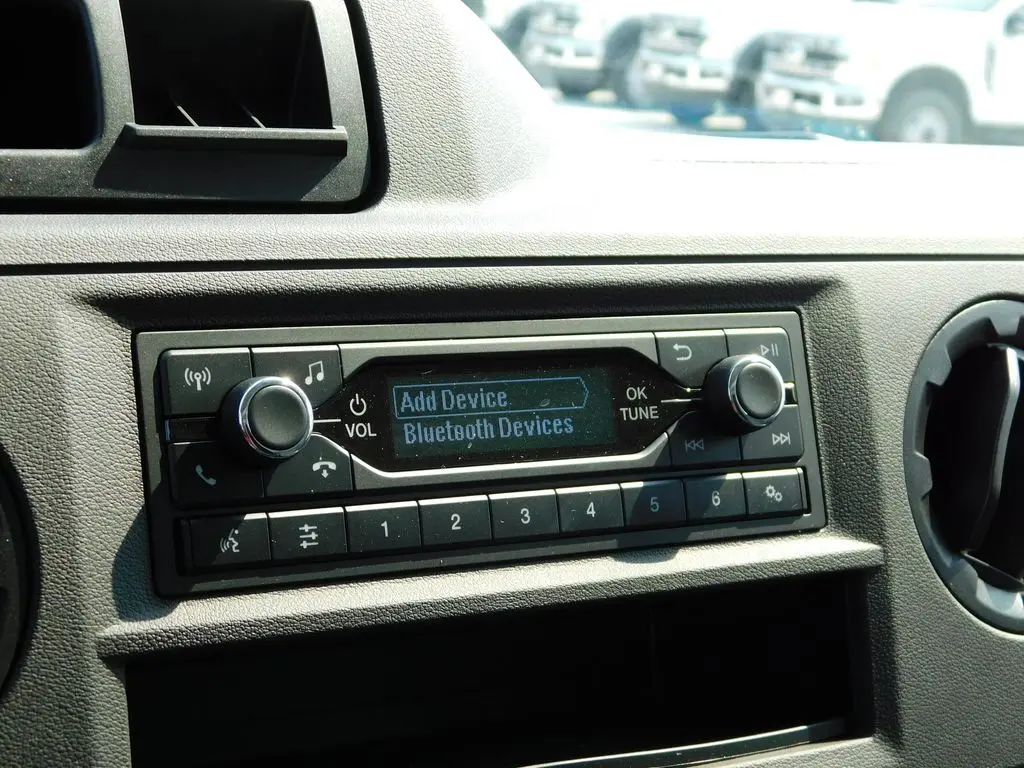 Add Device
Bluetooth Devices
VOL
OK
TUNE
1
2
3
4
5
6